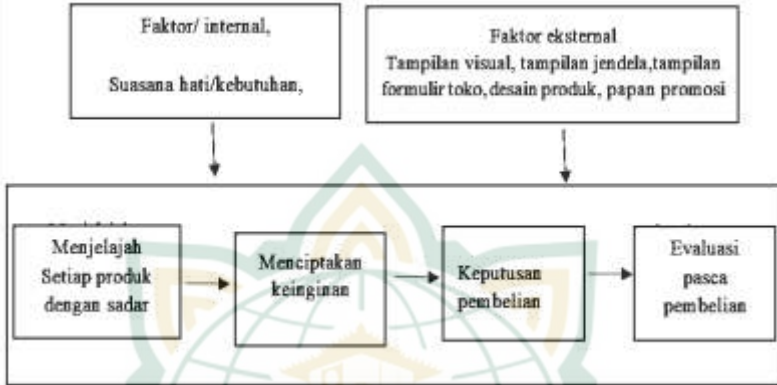 Faktor/ internal,
Suasana hati/kebutuhan,
Faktor eksternal
Tampilan visual, tampilan jendela,tampilan
formulir toko,desain produk, papan promosi
Menjelajah
Setiap produk
dengan sadar
Menciptakan
keinginan
Keputusan
pembelian
Evaluasi
pasca
pembelian